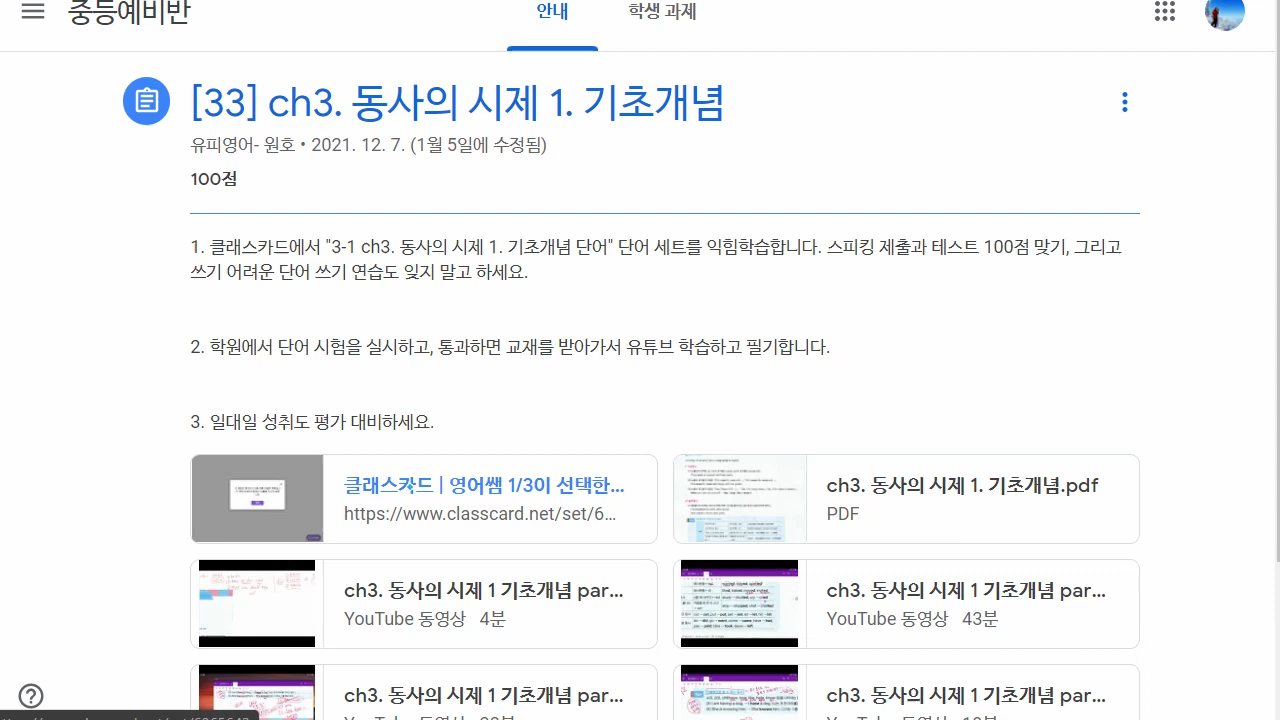 중등예비반
안내
학생 과제
[33] ch3. 동사의 시제 1. 기초개념
유피영어- 원호 • 2021. 12. 7. (1월 5일에 수정됨)
100점
1. 클래스카드에서 "3-1 ch3. 동사의 시제 1. 기초개념 단어" 단어 세트를 익힘학습합니다. 스피킹 제출과 테스트 100점 맞기, 그리고
쓰기 어려운 단어 쓰기 연습도 잊지 말고 하세요.
2. 학원에서 단어 시험을 실시하고, 통과하면 교재를 받아가서 유튜브 학습하고 필기합니다.
3. 일대일 성취도 평가 대비하세요.
클래스카드 | 영어쌤 1/3이 선택한...
https://www.classcard.net/set/6...
ch3. 동사의 시제 1. 기초개념.pdf
PDF
ch3. 동사의 시제 1 기초개념 par...
YouTube 동영상 4분
ch3. 동사의 시제 1 기초개념 par...
YouTube 동영상 43분
ch3. 동사의 시제 1 기초개념 par...
YouTube 동영상
ch3. 동사의 시제 1 기초개념 par...
YouTube 동영상